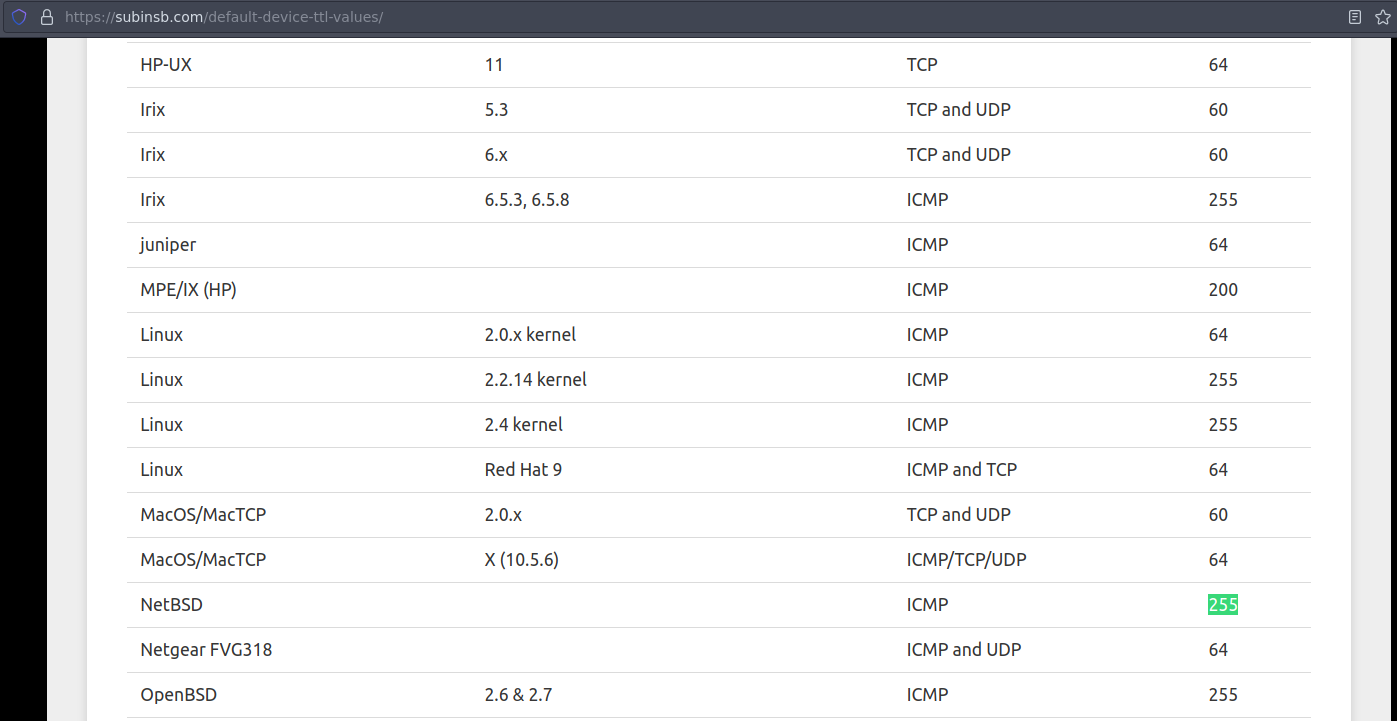 https://subinsb.com/default-device-ttl-values/
HP-UX 11 TCP 64
Irix 5.3 TCP and UDP 60
Irix 6.x TCP and UDP 60
Irix 6.5.3, 6.5.8 ICMP 255
juniper ICMP 64
MPE/IX (HP) ICMP 200
Linux 2.0.x kernel ICMP 64
Linux 2.2.14 kernel ICMP 255
Linux 2.4 kernel ICMP 255
Linux Red Hat 9 ICMP and TCP 64
MacOS/MacTCP 2.0.x TCP and UDP 60
MacOS/MacTCP X (10.5.6) ICMP/TCP/UDP 64
NetBSD ICMP 255
Netgear FVG318 ICMP and UDP 64
OpenBSD 2.6 & 2.7 ICMP 255